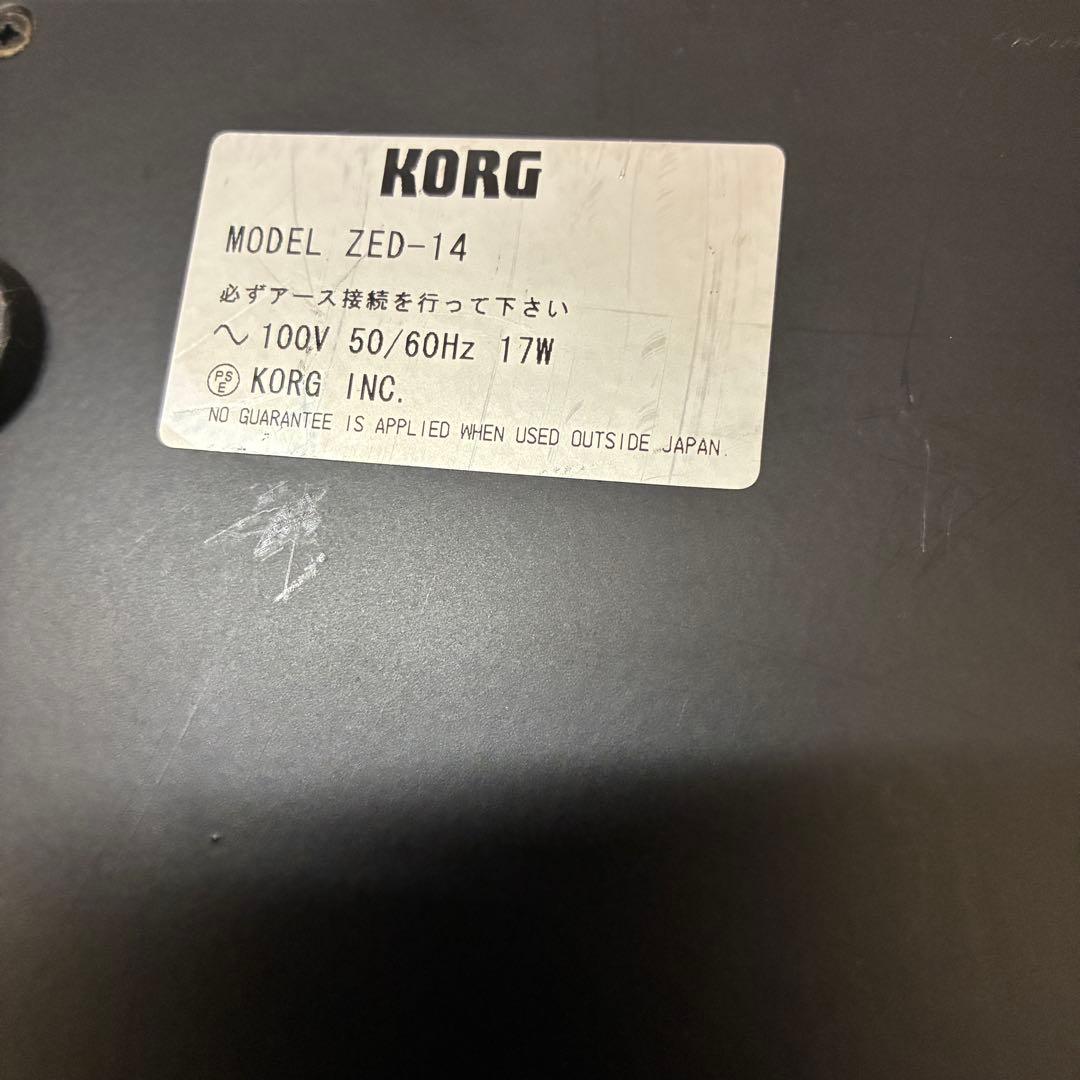 KORG
MODEL ZED-14
必ずアース接続を行って下さい
～ 100V 50/60Hz 17W
PSE KORG INC.
NO GUARANTEE IS APPLIED WHEN USED OUTSIDE JAPAN.